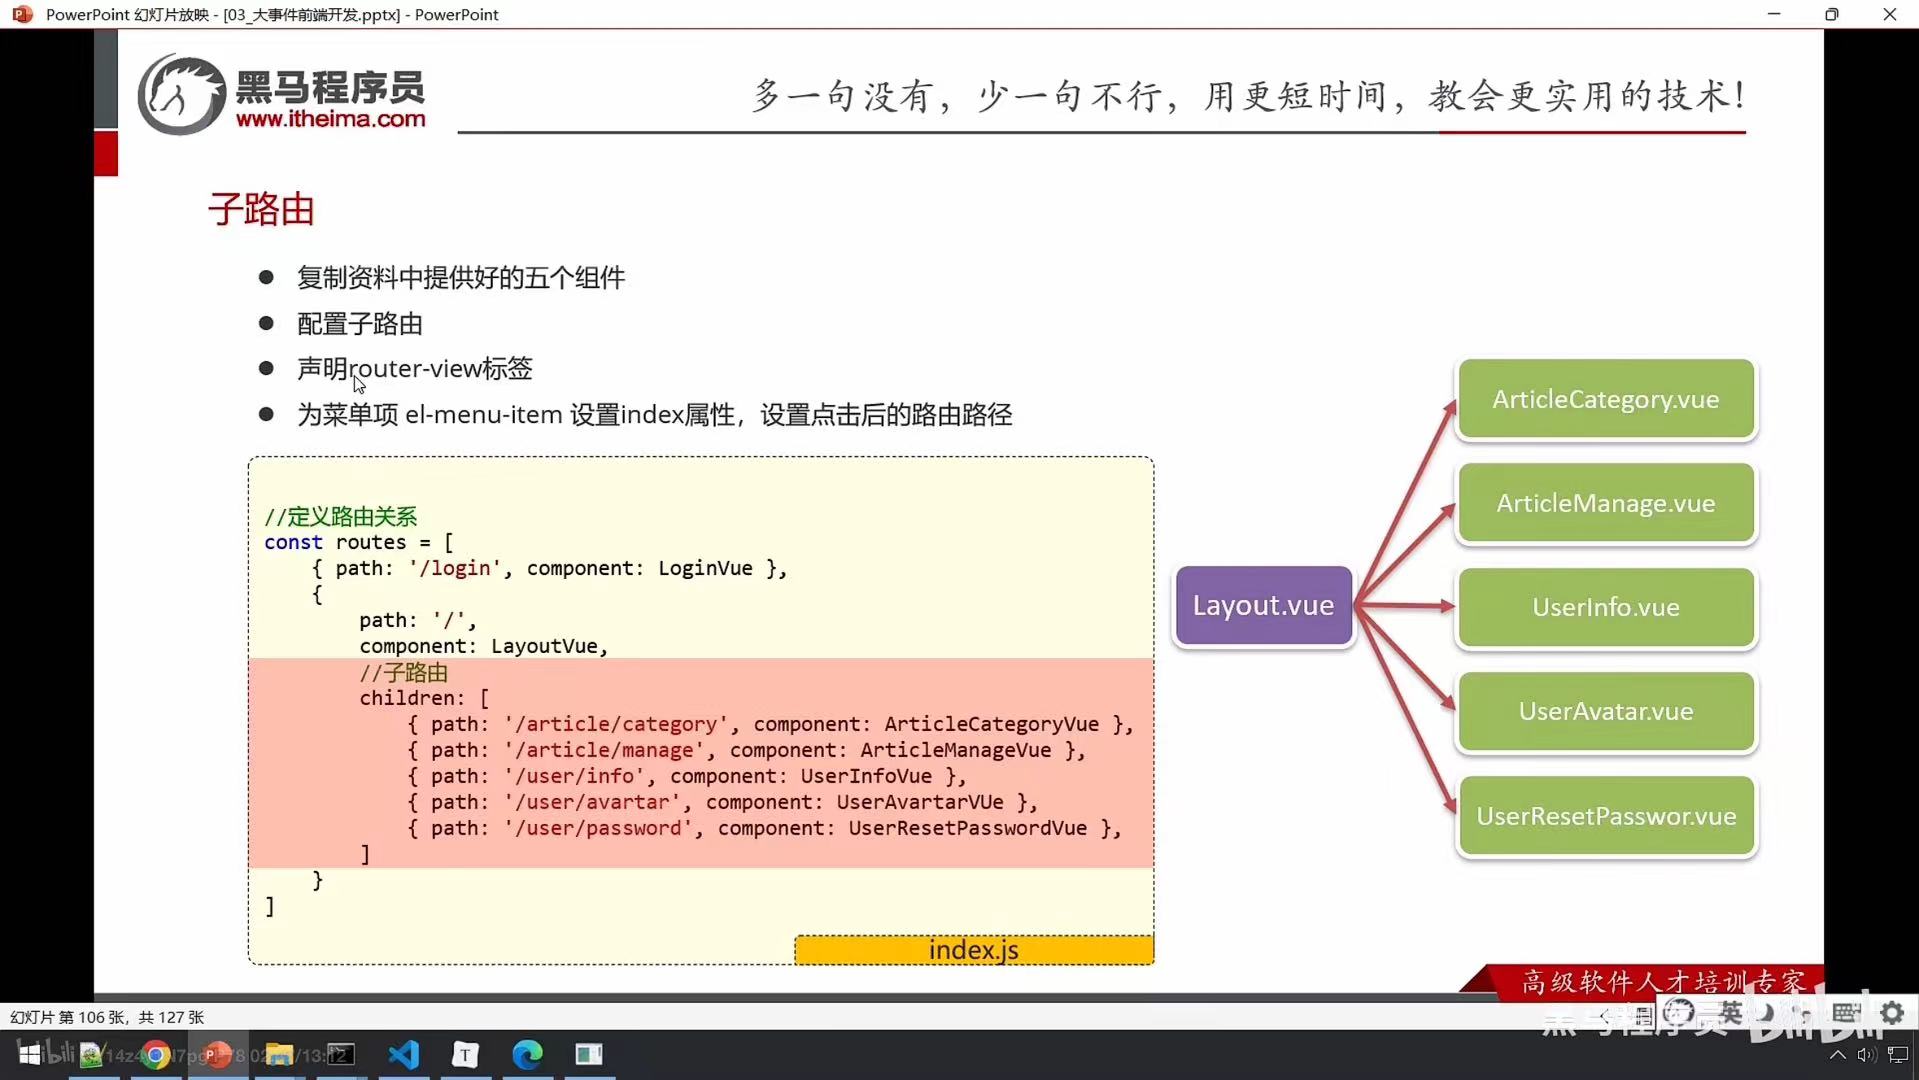 PowerPoint 幻灯片放映 - [03_大事件前端开发.pptx] - PowerPoint
黑马程序员
www.itheima.com
多一句没有，少一句不行，用更短时间，教会更实用的技术！
子路由
● 复制资料中提供好的五个组件
● 配置子路由
● 声明router-view标签
● 为菜单项 el-menu-item 设置index属性，设置点击后的路由路径
//定义路由关系
const routes = [
{ path: '/login', component: LoginVue },
{
path: '/',
component: LayoutVue,
//子路由
children: [
{ path: '/article/category', component: ArticleCategoryVue },
{ path: '/article/manage', component: ArticleManageVue },
{ path: '/user/info', component: UserInfoVue },
{ path: '/user/avartar', component: UserAvartarVUe },
{ path: '/user/password', component: UserResetPasswordVue },
]
}
]
index.js
Layout.vue
ArticleCategory.vue
ArticleManage.vue
UserInfo.vue
UserAvatar.vue
UserResetPasswor.vue
高级软件人才培训专家
幻灯片 第 106 张，共 127 张
黑马程序员
英
bilibili
bilibili